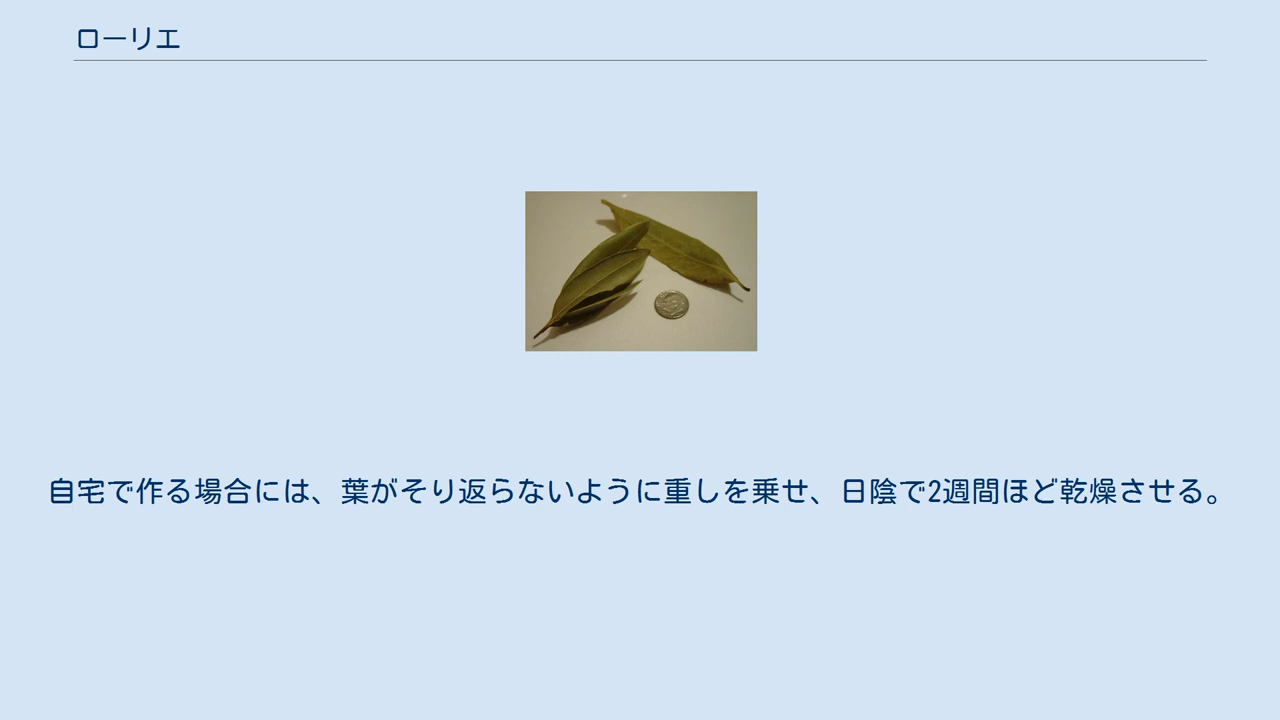 ローリエ
自宅で作る場合には、葉がそり返らないように重しを乗せ、日陰で2週間ほど乾燥させる。